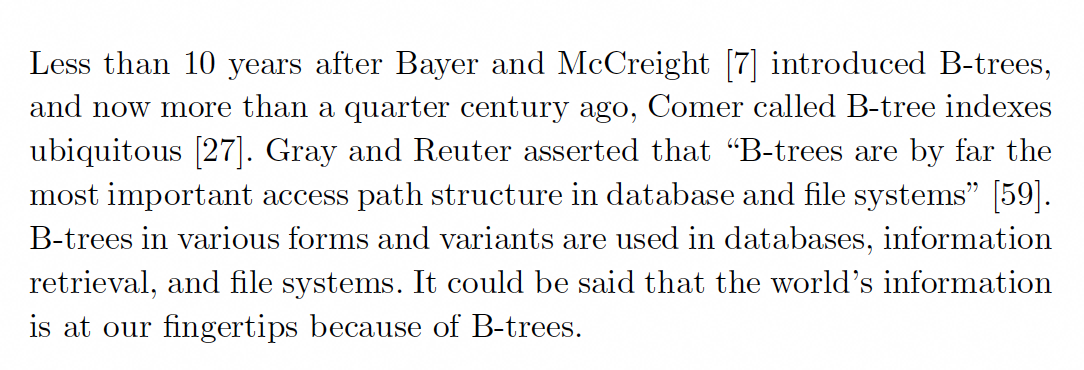 Less than 10 years after Bayer and McCreight [7] introduced B-trees,
and now more than a quarter century ago, Comer called B-tree indexes
ubiquitous [27]. Gray and Reuter asserted that “B-trees are by far the
most important access path structure in database and file systems” [59].
B-trees in various forms and variants are used in databases, information
retrieval, and file systems. It could be said that the world’s information
is at our fingertips because of B-trees.